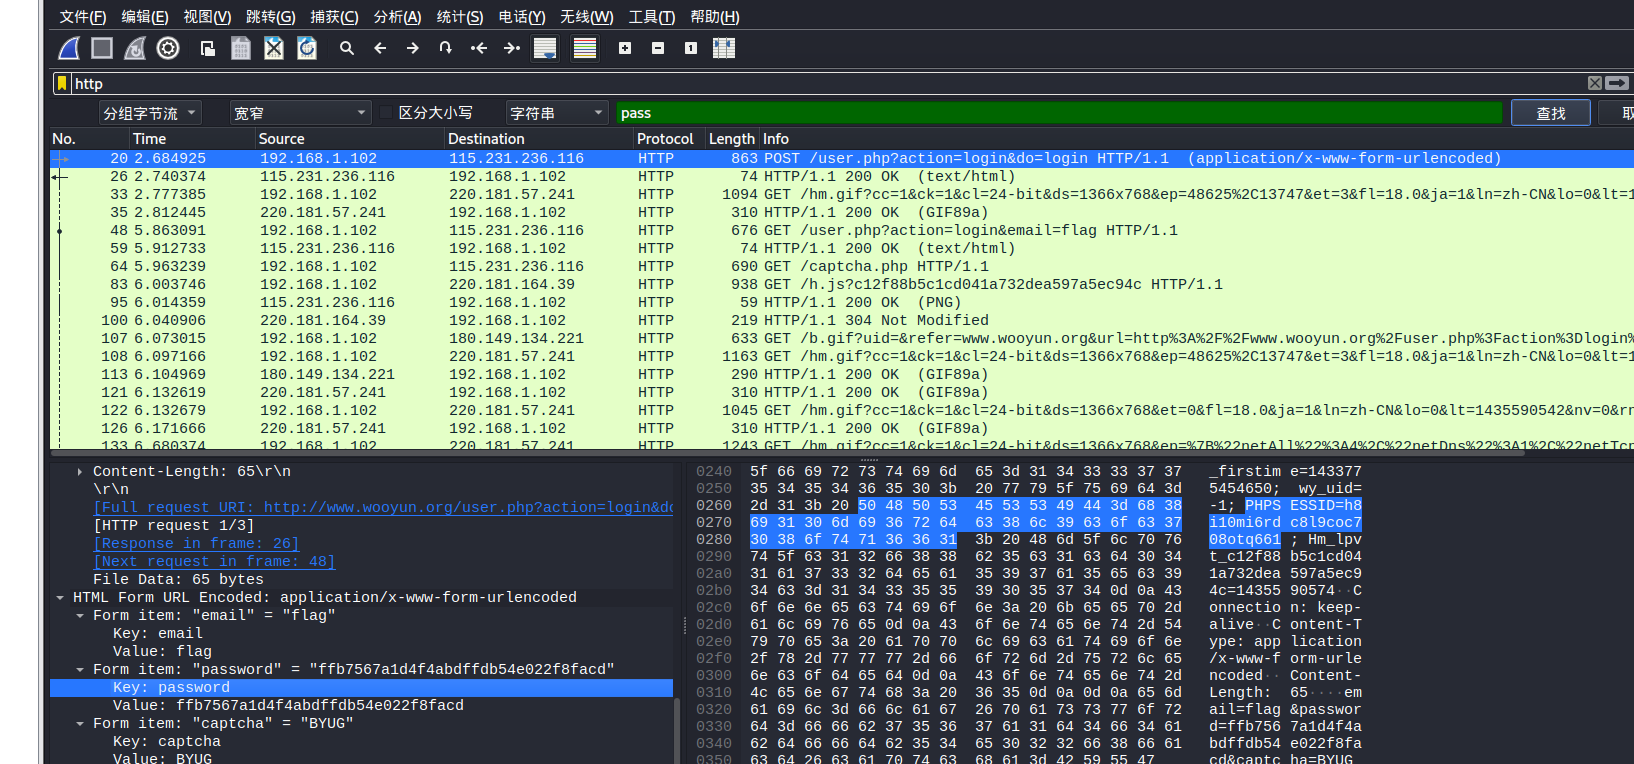 文件(F) 编辑(E) 视图(V) 跳转(G) 捕获(C) 分析(A) 统计(S) 电话(Y) 无线(W) 工具(T) 帮助(H)
http
分组字节流 宽窄 区分大小写 字符串 pass 查找 取
No. Time Source Destination Protocol Length Info
20 2.684925 192.168.1.102 115.231.236.116 HTTP 863 POST /user.php?action=login&do=login HTTP/1.1 (application/x-www-form-urlencoded)
26 2.740374 115.231.236.116 192.168.1.102 HTTP 74 HTTP/1.1 200 OK (text/html)
33 2.777385 192.168.1.102 220.181.57.241 HTTP 1094 GET /hm.gif?cc=1&ck=1&cl=24-bit&ds=1366x768&ep=48625%2C13747&et=3&fl=18.0&ja=1&ln=zh-CN&lo=0&lt=1
35 2.812445 220.181.57.241 192.168.1.102 HTTP 310 HTTP/1.1 200 OK (GIF89a)
48 5.863091 192.168.1.102 115.231.236.116 HTTP 676 GET /user.php?action=login&email=flag HTTP/1.1
59 5.912733 115.231.236.116 192.168.1.102 HTTP 74 HTTP/1.1 200 OK (text/html)
64 5.963239 192.168.1.102 115.231.236.116 HTTP 690 GET /captcha.php HTTP/1.1
83 6.003746 192.168.1.102 220.181.164.39 HTTP 938 GET /h.js?c12f88b5c1cd041a732dea597a5ec94c HTTP/1.1
95 6.014359 115.231.236.116 192.168.1.102 HTTP 59 HTTP/1.1 200 OK (PNG)
100 6.040906 220.181.164.39 192.168.1.102 HTTP 219 HTTP/1.1 304 Not Modified
107 6.073015 192.168.1.102 180.149.134.221 HTTP 633 GET /b.gif?uid=&refer=www.wooyun.org&url=http%3A%2F%2Fwww.wooyun.org%2Fuser.php%3Faction%3Dlogin%
108 6.097166 192.168.1.102 220.181.57.241 HTTP 1163 GET /hm.gif?cc=1&ck=1&cl=24-bit&ds=1366x768&ep=48625%2C13747&et=3&fl=18.0&ja=1&ln=zh-CN&lo=0&lt=1
113 6.104969 180.149.134.221 192.168.1.102 HTTP 290 HTTP/1.1 200 OK (GIF89a)
121 6.132619 220.181.57.241 192.168.1.102 HTTP 310 HTTP/1.1 200 OK (GIF89a)
122 6.132679 192.168.1.102 220.181.57.241 HTTP 1045 GET /hm.gif?cc=1&ck=1&cl=24-bit&ds=1366x768&et=0&fl=18.0&ja=1&ln=zh-CN&lo=0&lt=1435590542&nv=0&rn
126 6.171666 220.181.57.241 192.168.1.102 HTTP 310 HTTP/1.1 200 OK (GIF89a)
133 6.680374 192.168.1.102 220.181.57.241 HTTP 1243 GET /hm.gif?cc=1&ck=1&cl=24-bit&ds=1366x768&ep=%7B%22netAll%22%3A4%2C%22netDns%22%3A1%2C%22netTcp
Content-Length: 65\r\n
\r\n
[Full request URI: http://www.wooyun.org/user.php?action=login&do
[HTTP request 1/3]
[Response in frame: 26]
[Next request in frame: 48]
File Data: 65 bytes
HTML Form URL Encoded: application/x-www-form-urlencoded
Form item: "email" = "flag"
Key: email
Value: flag
Form item: "password" = "ffb7567a1d4f4abdffdb54e022f8facd"
Key: password
Value: ffb7567a1d4f4abdffdb54e022f8facd
Form item: "captcha" = "BYUG"
Key: captcha
Value: BYUG
0240 5f 66 69 72 73 74 69 6d 65 3d 31 34 33 33 37 37 _firstim e=143377
0250 35 34 35 34 36 35 30 3b 20 77 79 5f 75 69 64 3d 5454650; wy_uid=
0260 2d 31 3b 20 50 48 50 53 45 53 53 49 44 3d 68 38 -1; PHPS ESSID=h8
0270 69 31 30 6d 69 36 72 64 63 38 6c 39 63 6f 63 37 i10mi6rd c8l9coc7
0280 30 38 6f 74 71 36 36 31 3b 20 48 6d 5f 6c 70 76 08otq661 ; Hm_lpv
0290 74 5f 63 31 32 66 38 38 62 35 63 31 63 64 30 34 t_c12f88 b5c1cd04
02a0 31 61 37 33 32 64 65 61 35 39 37 61 35 65 63 39 1a732dea 597a5ec9
02b0 34 63 3d 31 34 33 35 35 39 30 35 37 34 0d 0a 43 4c=14355 90574··C
02c0 6f 6e 6e 65 63 74 69 6f 6e 3a 20 6b 65 65 70 2d onnectio n: keep-
02d0 61 6c 69 76 65 0d 0a 43 6f 6e 74 65 6e 74 2d 54 alive··C ontent-T
02e0 79 70 65 3a 20 61 70 70 6c 69 63 61 74 69 6f 6e ype: app lication
02f0 2f 78 2d 77 77 77 2d 66 6f 72 6d 2d 75 72 6c 65 /x-www-f orm-urle
0300 6e 63 6f 64 65 64 0d 0a 43 6f 6e 74 65 6e 74 2d ncoded·· Content-
0310 4c 65 6e 67 74 68 3a 20 36 35 0d 0a 0d 0a 65 6d Length: 65····em
0320 61 69 6c 3d 66 6c 61 67 26 70 61 73 73 77 6f 72 ail=flag &passwor
0330 64 3d 66 66 62 37 35 36 37 61 31 64 34 66 34 61 d=ffb756 7a1d4f4a
0340 62 64 66 66 64 62 35 34 65 30 32 32 66 38 66 61 bdffdb54 e022f8fa
0350 63 64 26 63 61 70 74 63 68 61 3d 42 59 55 47 cd&captc ha=BYUG